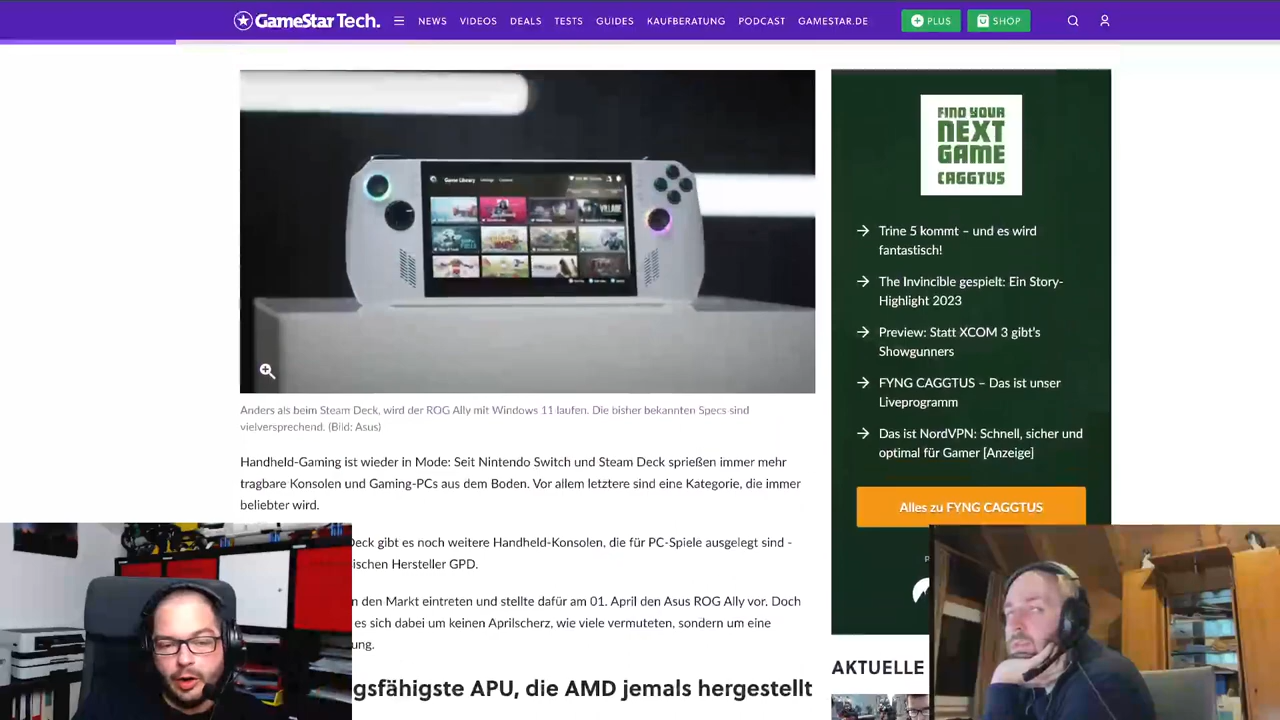 GameStar Tech.
NEWS
VIDEOS
DEALS
TESTS
GUIDES
KAUFBERATUNG
PODCAST
GAMESTAR.DE
PLUS
SHOP
Game Library
VILLAGE
Anders als beim Steam Deck, wird der ROG Ally mit Windows 11 laufen. Die bisher bekannten Specs sind
vielversprechend. (Bild: Asus)
Handheld-Gaming ist wieder in Mode: Seit Nintendo Switch und Steam Deck sprießen immer mehr
tragbare Konsolen und Gaming-PCs aus dem Boden. Vor allem letztere sind eine Kategorie, die immer
beliebter wird.
Deck gibt es noch weitere Handheld-Konsolen, die für PC-Spiele ausgelegt sind -
ischen Hersteller GPD.
n den Markt eintreten und stellte dafür am 01. April den Asus ROG Ally vor. Doch
es sich dabei um keinen Aprilscherz, wie viele vermuteten, sondern um eine
ung.
gsfähigste APU, die AMD jemals hergestellt
FIND YOUR
NEXT
GAME
CAGGTUS
Trine 5 kommt – und es wird
fantastisch!
The Invincible gespielt: Ein Story-
Highlight 2023
Preview: Statt XCOM 3 gibt's
Showgunners
FYNG CAGGTUS – Das ist unser
Liveprogramm
Das ist NordVPN: Schnell, sicher und
optimal für Gamer [Anzeige]
Alles zu FYNG CAGGTUS
AKTUELLE